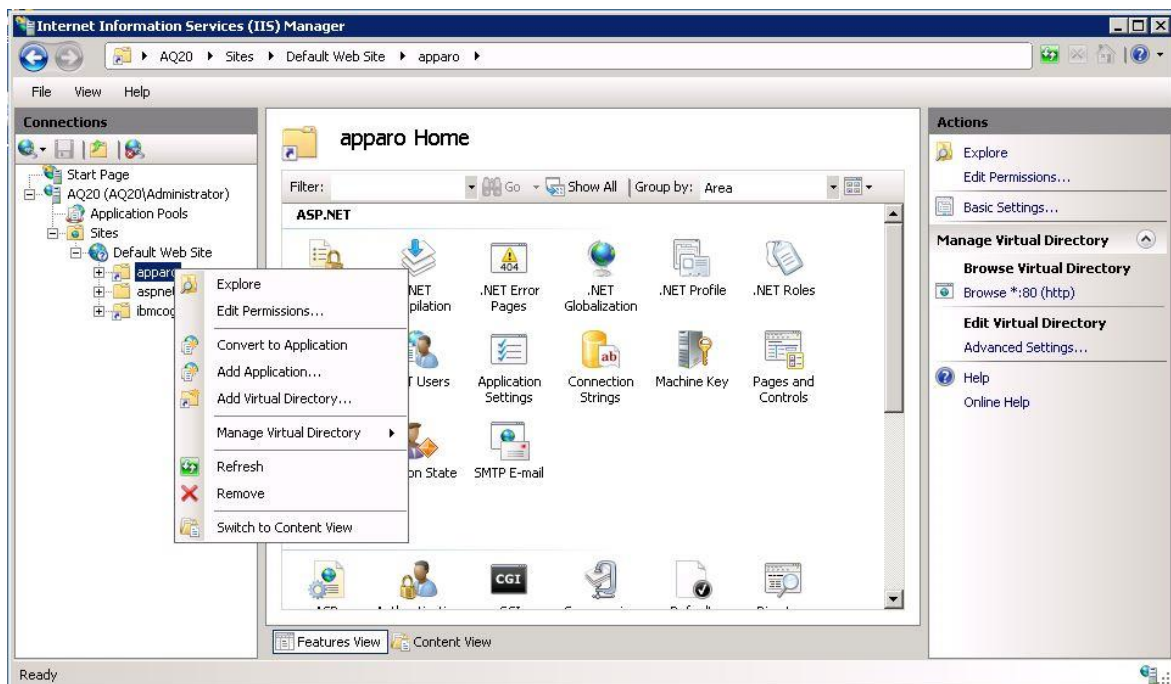 Internet Information Services (IIS) Manager
AQ20 Sites Default Web Site apparo
File View Help
Connections
Start Page
AQ20 (AQ20\Administrator)
Application Pools
Sites
Default Web Site
apparo
aspnet
ibmcog
Explore
Edit Permissions...
Convert to Application
Add Application...
Add Virtual Directory...
Manage Virtual Directory
Refresh
Remove
Switch to Content View
apparo Home
Filter: Go Show All Group by: Area
ASP.NET
404
.NET Error Pages
.NET Globalization
.NET Profile
.NET Roles
ab
Application Settings
Connection Strings
Machine Key
Pages and Controls
on State
SMTP E-mail
CGI
Features View Content View
Actions
Explore
Edit Permissions...
Basic Settings...
Manage Virtual Directory
Browse Virtual Directory
Browse *:80 (http)
Edit Virtual Directory
Advanced Settings...
Help
Online Help
Ready